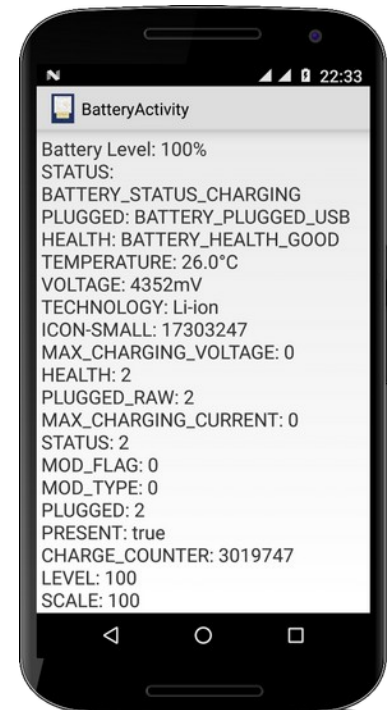 22:33
BatteryActivity
Battery Level: 100%
STATUS:
BATTERY_STATUS_CHARGING
PLUGGED: BATTERY_PLUGGED_USB
HEALTH: BATTERY_HEALTH_GOOD
TEMPERATURE: 26.0°C
VOLTAGE: 4352mV
TECHNOLOGY: Li-ion
ICON-SMALL: 17303247
MAX_CHARGING_VOLTAGE: 0
HEALTH: 2
PLUGGED_RAW: 2
MAX_CHARGING_CURRENT: 0
STATUS: 2
MOD_FLAG: 0
MOD_TYPE: 0
PLUGGED: 2
PRESENT: true
CHARGE_COUNTER: 3019747
LEVEL: 100
SCALE: 100